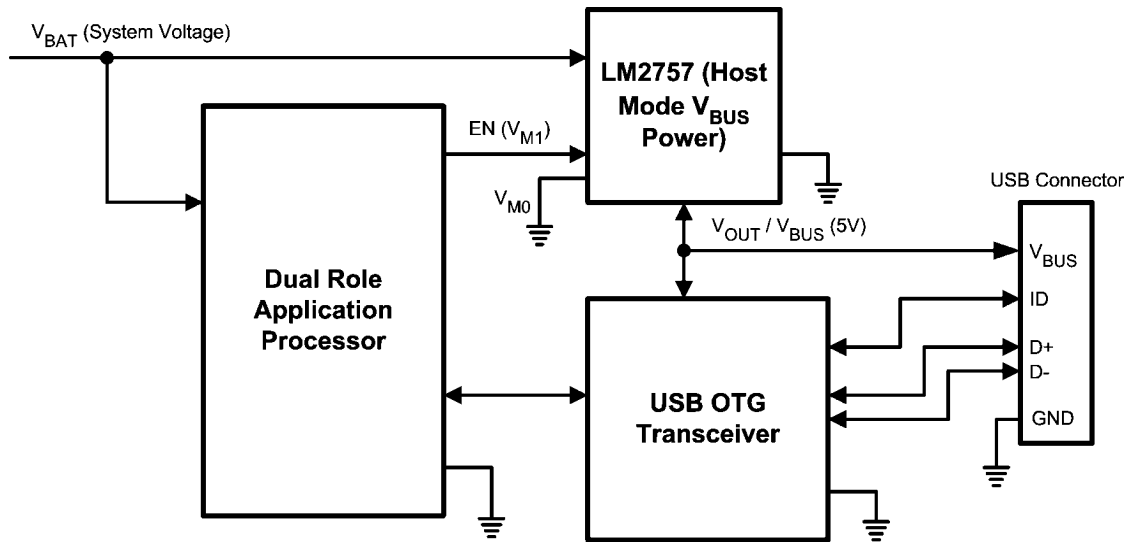 V_BAT (System Voltage)
LM2757 (Host
Mode V_BUS
Power)
EN (V_M1)
V_M0
USB Connector
V_OUT / V_BUS (5V)
V_BUS
ID
D+
D-
GND
Dual Role
Application
Processor
USB OTG
Transceiver